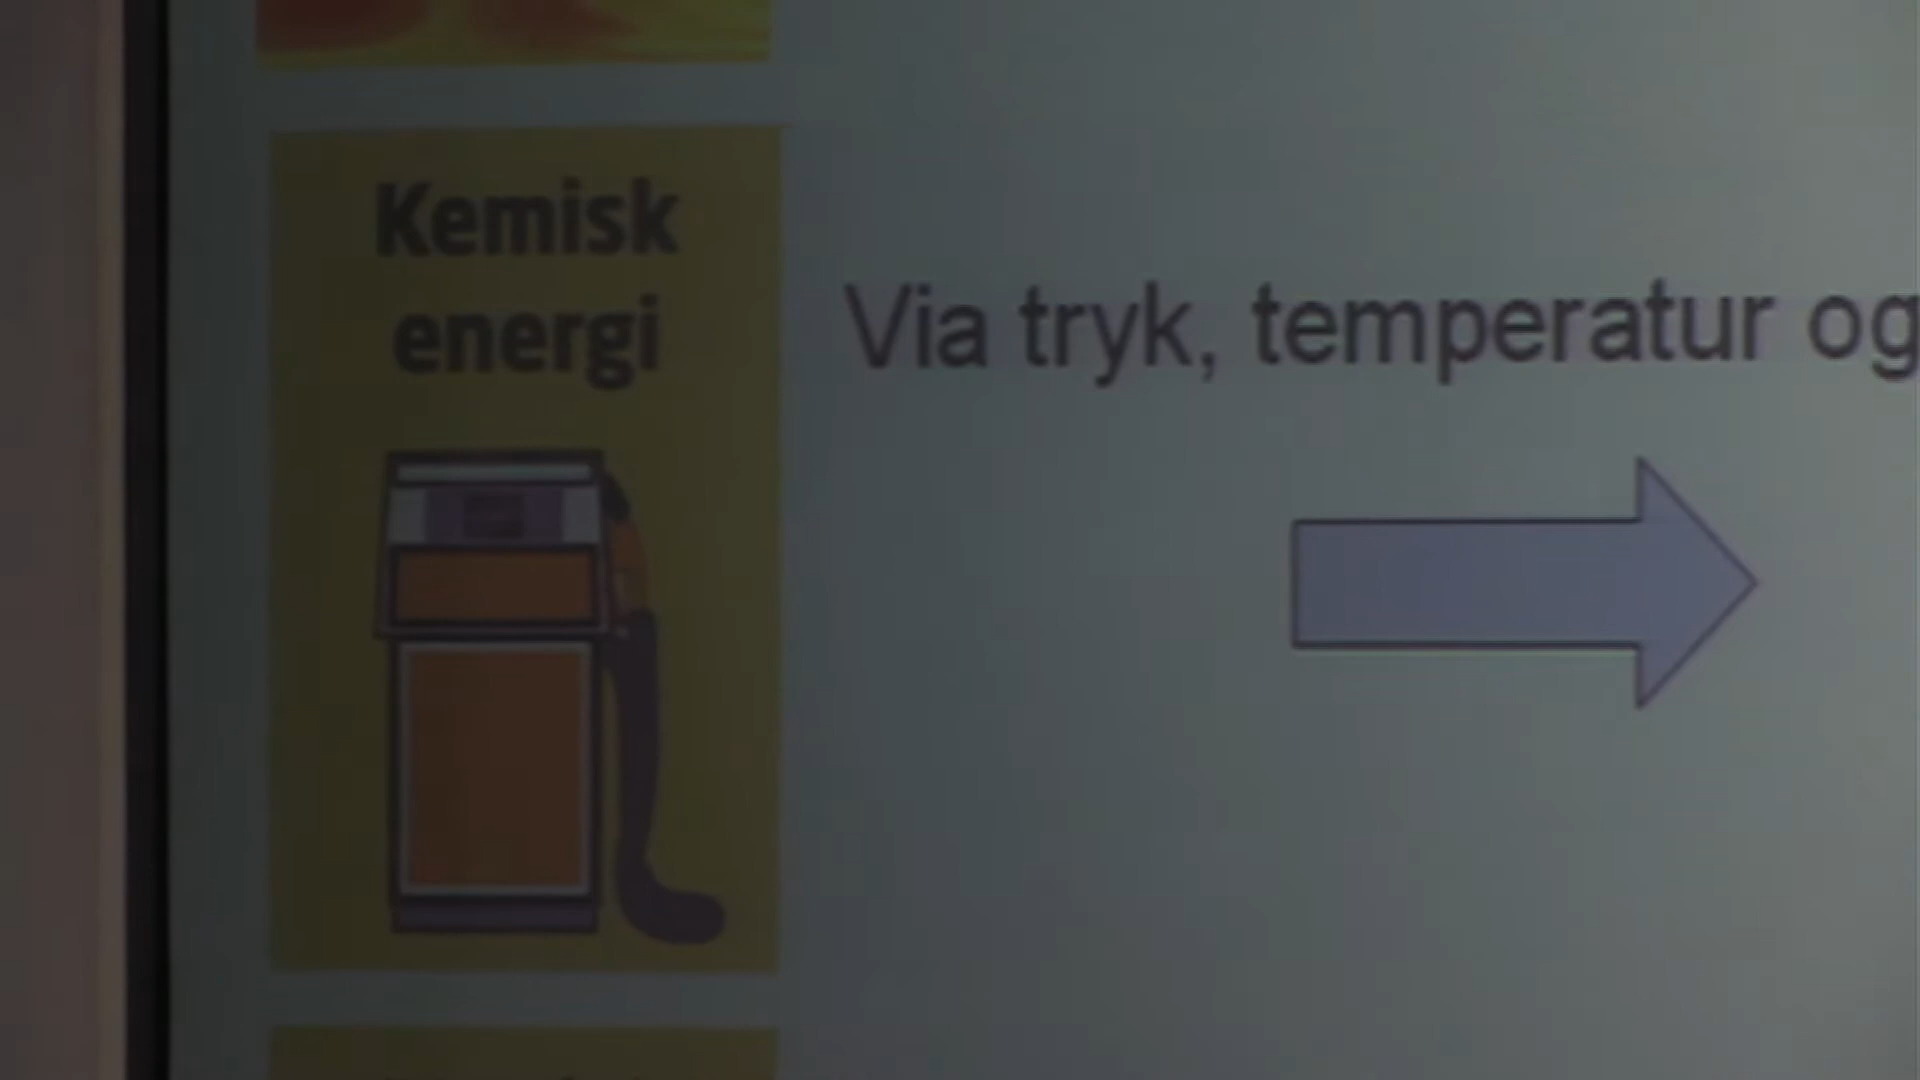 Kemisk
energi
Via tryk, temperatur og